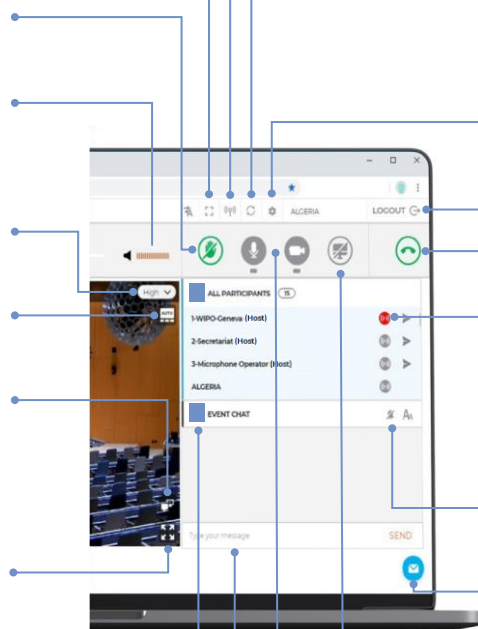 ALGERIA
LOGOUT
High
AUTO
ALL PARTICIPANTS 15
1-WIPO-Geneva (Host)
2-Secretariat (Host)
3-Microphone Operator (Host)
ALGERIA
EVENT CHAT
AA
Type your message
SEND